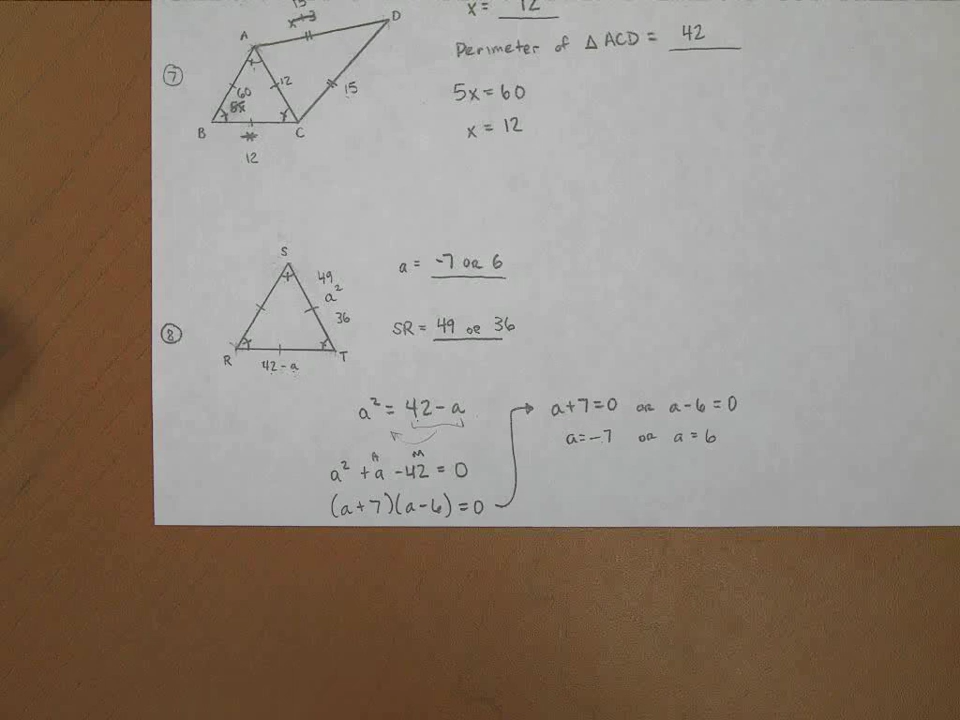 15
x+3
x = 12
D
A
Perimeter of △ ACD = 42
7
12
60
5x
15
5x = 60
B
C
x = 12
12
S
49
a = -7 or 6
a²
36
8
SR = 49 or 36
R
T
42-a
a² = 42 - a
a+7=0 or a-6=0
a=-7 or a=6
A M
a² + a - 42 = 0
(a+7)(a-6) = 0